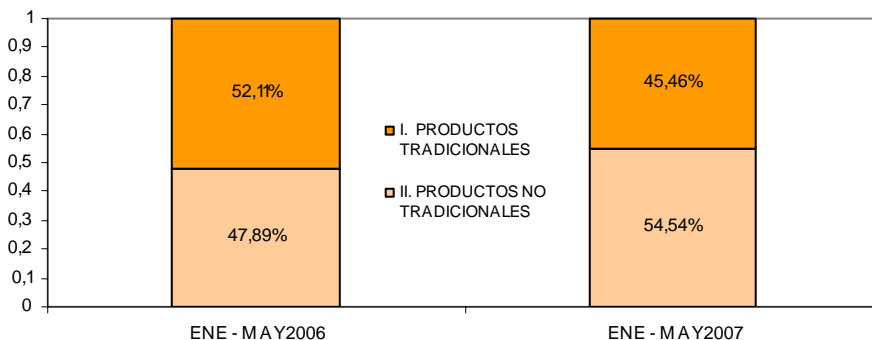 1
0,9
0,8
0,7
0,6
0,5
0,4
0,3
0,2
0,1
0
52,11%
47,89%
I. PRODUCTOS
TRADICIONALES
II. PRODUCTOS NO
TRADICIONALES
45,46%
54,54%
ENE - MAY2006
ENE - MAY2007